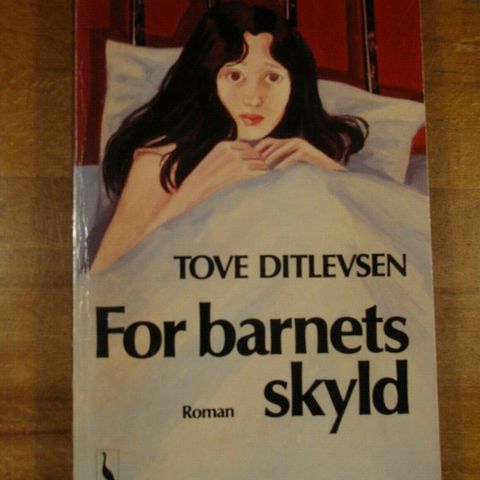 TOVE DITLEVSEN
For barnets
skyld
Roman